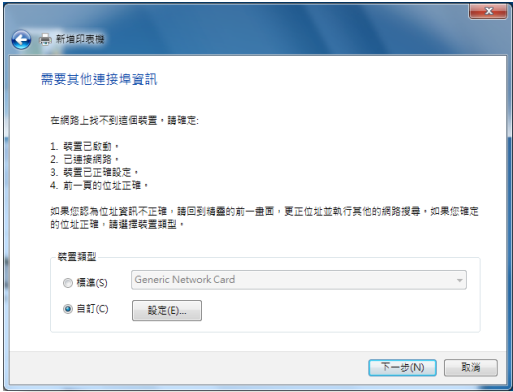 新增印表機
需要其他連接埠資訊
在網路上找不到這個裝置，請確定:
1. 裝置已啟動。
2. 已連接網路。
3. 裝置已正確設定。
4. 前一頁的位址正確。
如果您認為位址資訊不正確，請回到精靈的前一畫面，更正位址並執行其他的網路搜尋。如果您確定
的位址正確，請選擇裝置類型。
裝置類型
標準(S) Generic Network Card
自訂(C) 設定(E)...
下一步(N) 取消